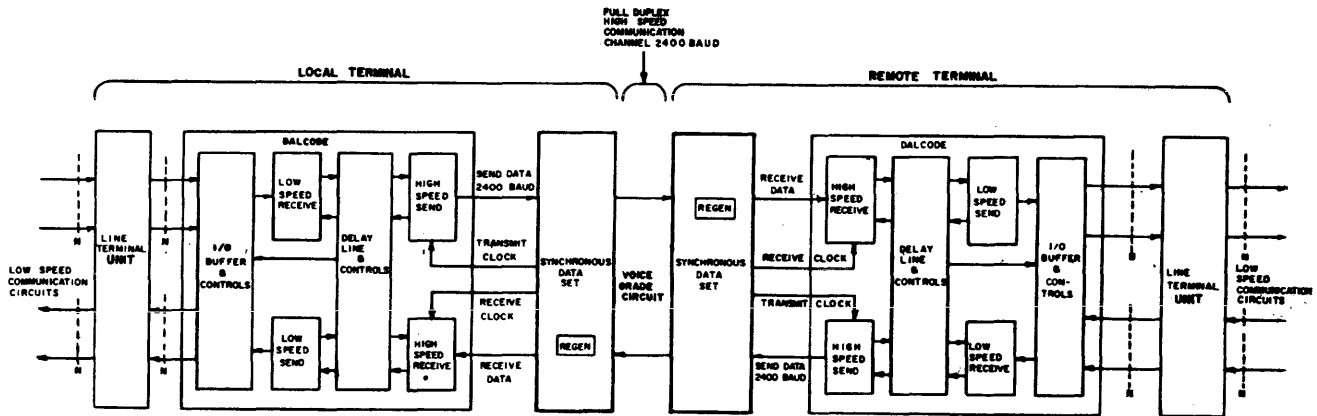 FULL DUPLEX
HIGH SPEED
COMMUNICATION
CHANNEL 2400 BAUD
LOCAL TERMINAL
REMOTE TERMINAL
LINE
TERMINAL
UNIT
N
N
N
N
LOW SPEED
COMMUNICATION
CIRCUITS
DALCODE
I/O
BUFFER
&
CONTROLS
LOW
SPEED
RECEIVE
LOW
SPEED
SEND
DELAY
LINE &
CONTROLS
HIGH
SPEED
SEND
HIGH
SPEED
RECEIVE
SEND DATA
2400 BAUD
TRANSMIT
CLOCK
RECEIVE
CLOCK
RECEIVE
DATA
SYNCHRONOUS
DATA
SET
REGEN
VOICE
GRADE
CIRCUIT
REGEN
SYNCHRONOUS
DATA
SET
RECEIVE
DATA
RECEIVE CLOCK
TRANSMIT CLOCK
SEND DATA
2400 BAUD
DALCODE
HIGH
SPEED
RECEIVE
HIGH
SPEED
SEND
DELAY
LINE &
CONTROLS
LOW
SPEED
SEND
LOW
SPEED
RECEIVE
I/O
BUFFER
&
CON-
TROLS
N
N
LINE
TERMINAL
UNIT
N
N
LOW
SPEED
COMMUNICATION
CIRCUITS